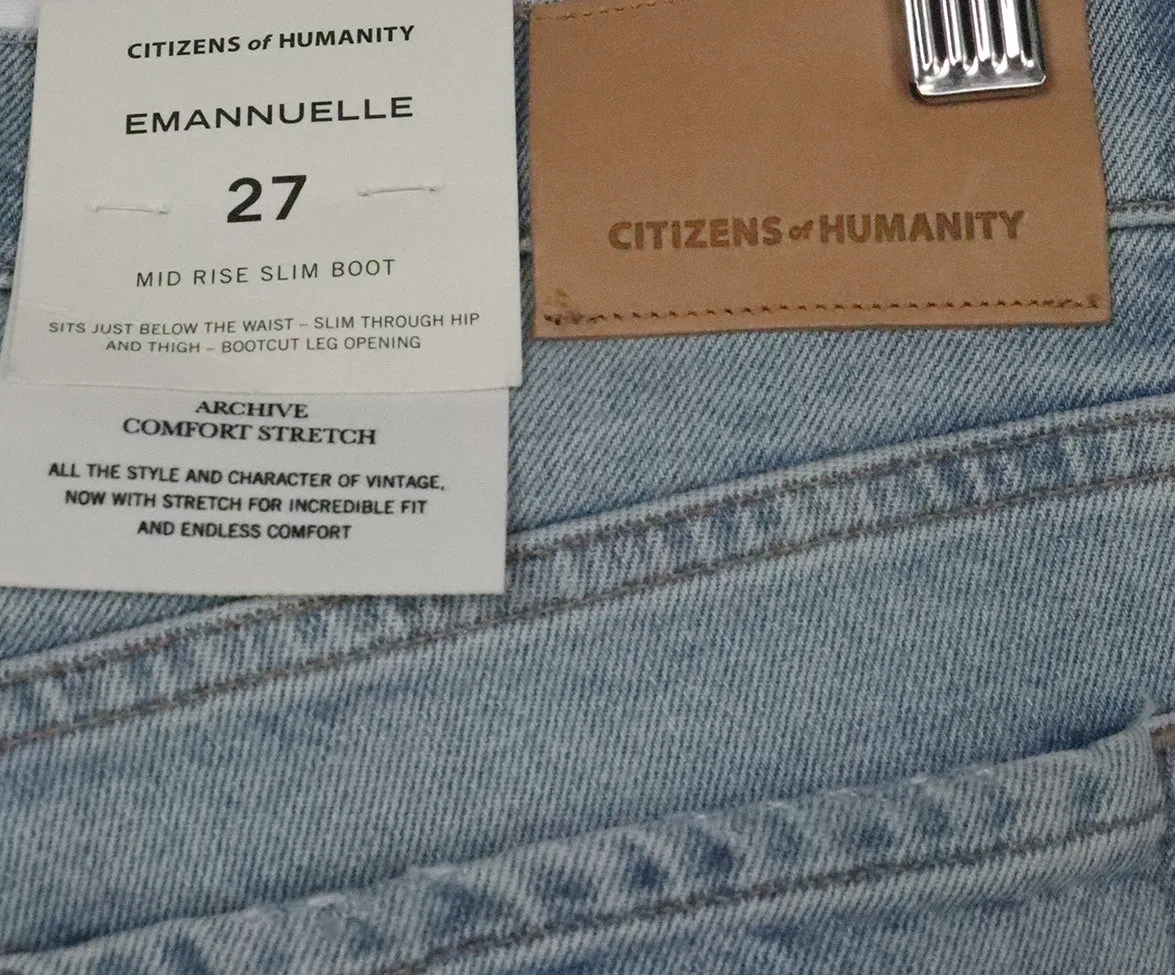 CITIZENS of HUMANITY
EMANNUELLE
27
MID RISE SLIM BOOT
SITS JUST BELOW THE WAIST – SLIM THROUGH HIP
AND THIGH – BOOTCUT LEG OPENING
ARCHIVE
COMFORT STRETCH
ALL THE STYLE AND CHARACTER OF VINTAGE,
NOW WITH STRETCH FOR INCREDIBLE FIT
AND ENDLESS COMFORT
CITIZENS of HUMANITY